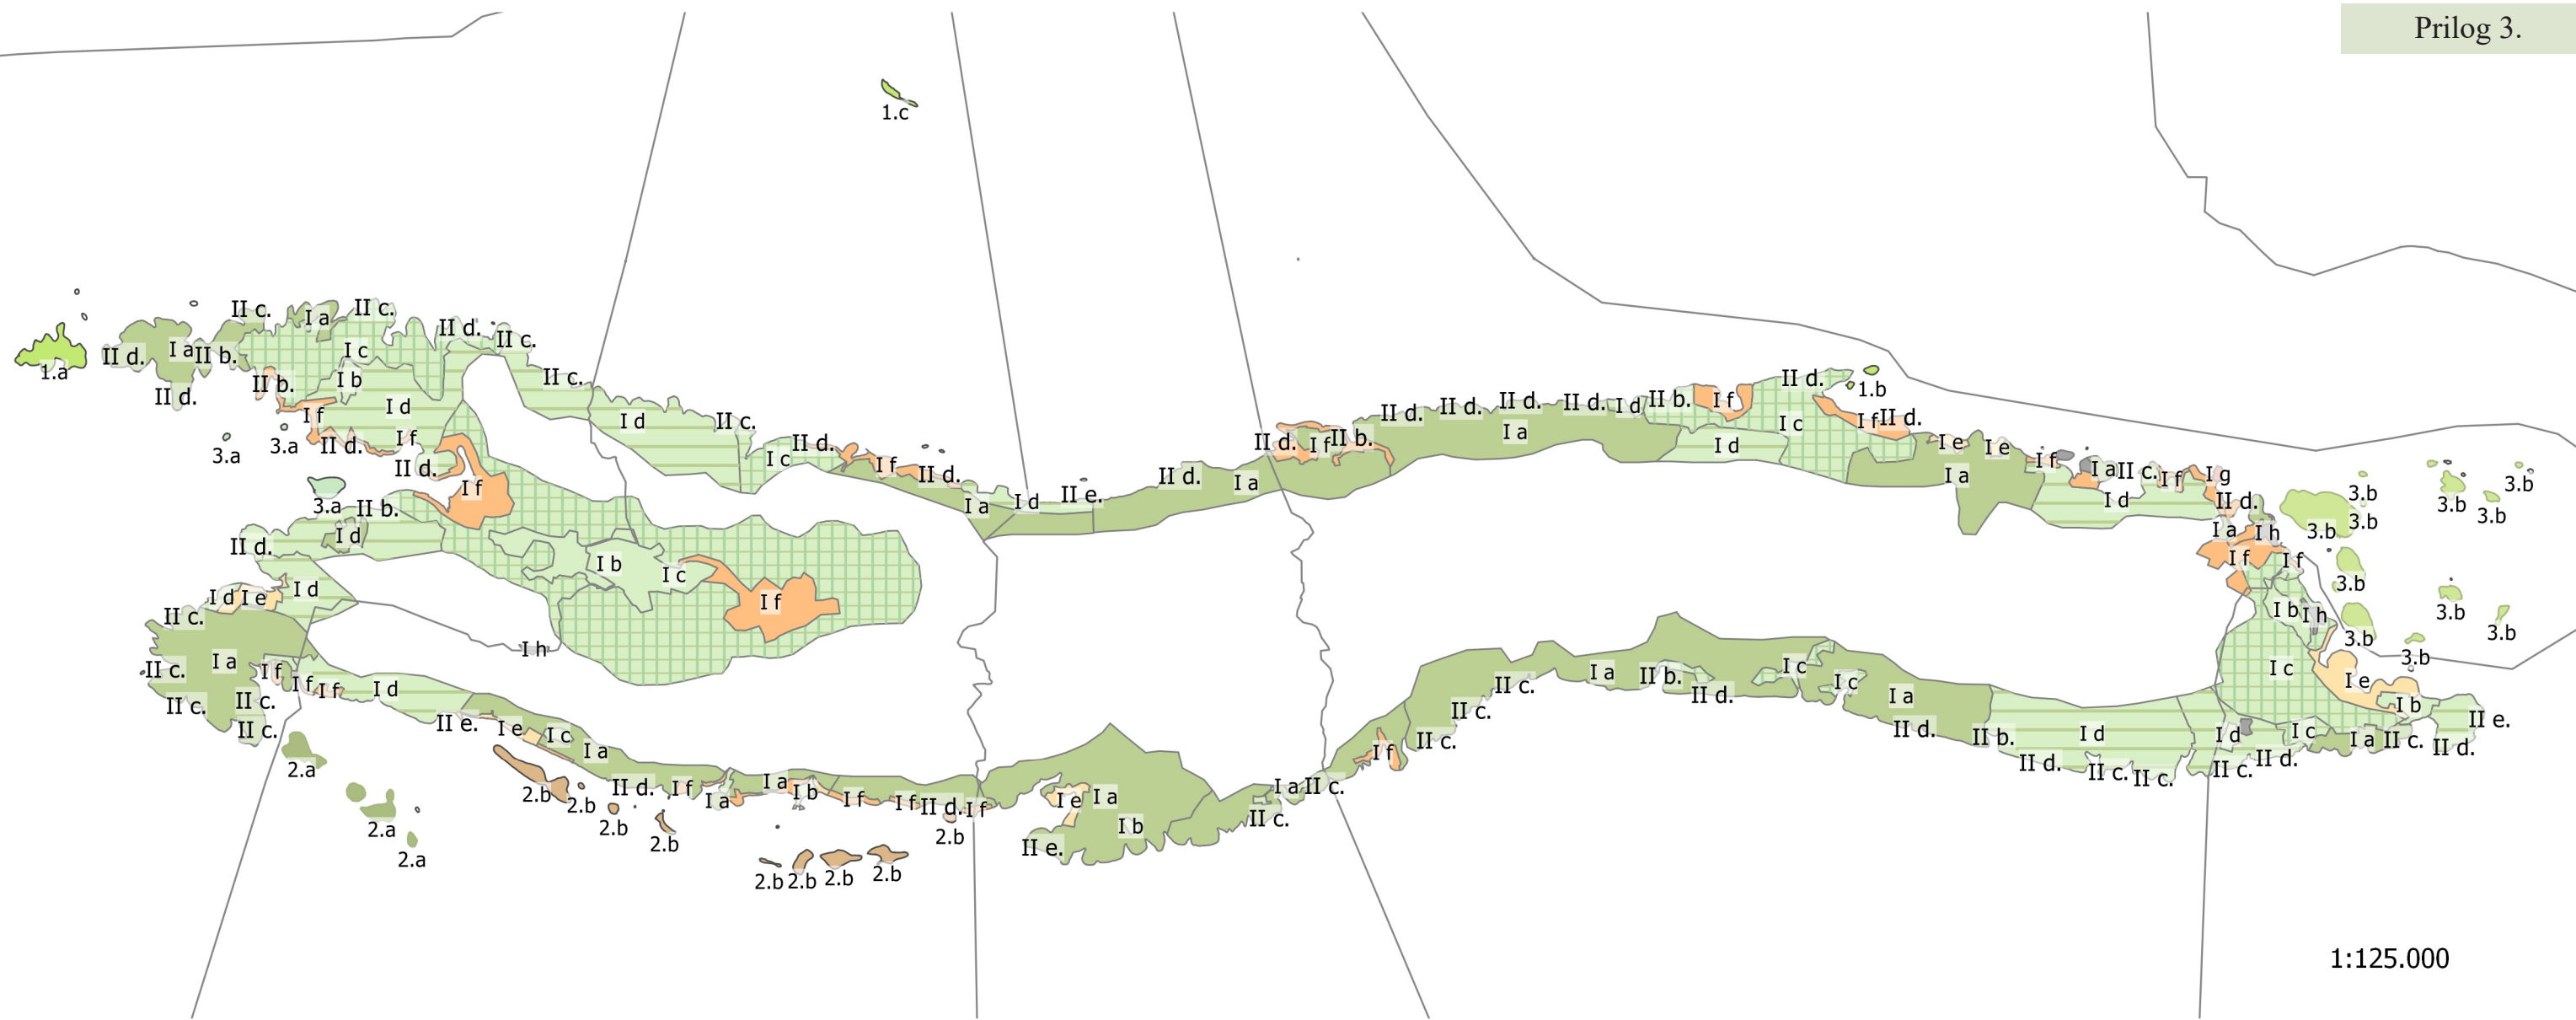 Prilog 3.
1.c
II c.
I a
II c.
II d.
II c.
II d.
I a
II b.
I c
1.a
II d.
II b.
I b
II c.
I d
I f
I d
II c.
3.a
3.a
II d.
I f
II d.
I f
I c
II d.
I f
II d.
3.a
II b.
I d
II d.
I a
I d
II e.
II d.
I a
I b
I c
I f
I d
I e
I d
II c.
I h
II c.
I a
I f
I f
I f
I d
II c.
II c.
II c.
II e.
I e
I c
I a
2.a
2.a
2.a
2.b
2.b
2.b
2.b
II d.
I f
I a
I a
I b
I f
I f
II d.
I f
2.b
2.b
2.b
2.b
2.b
I e
I a
I b
II e.
II c.
I a
II c.
II d.
I f
II b.
II d.
II d.
II d.
II d.
I d
II b.
I f
II d.
1.b
I a
I d
I c
I f
II d.
I e
I e
I a
I f
I a
II c.
I f
I g
I d
II d.
I a
I h
I f
I f
3.b
3.b
3.b
3.b
3.b
3.b
3.b
3.b
3.b
3.b
3.b
I b
I h
I c
I e
I b
II e.
II d.
II c.
I a
I c
I d
II d.
II c.
I f
II c.
II c.
II c.
I a
II b.
II d.
I c
I c
I a
II d.
II b.
I d
II d.
II c.
II c.
1:125.000